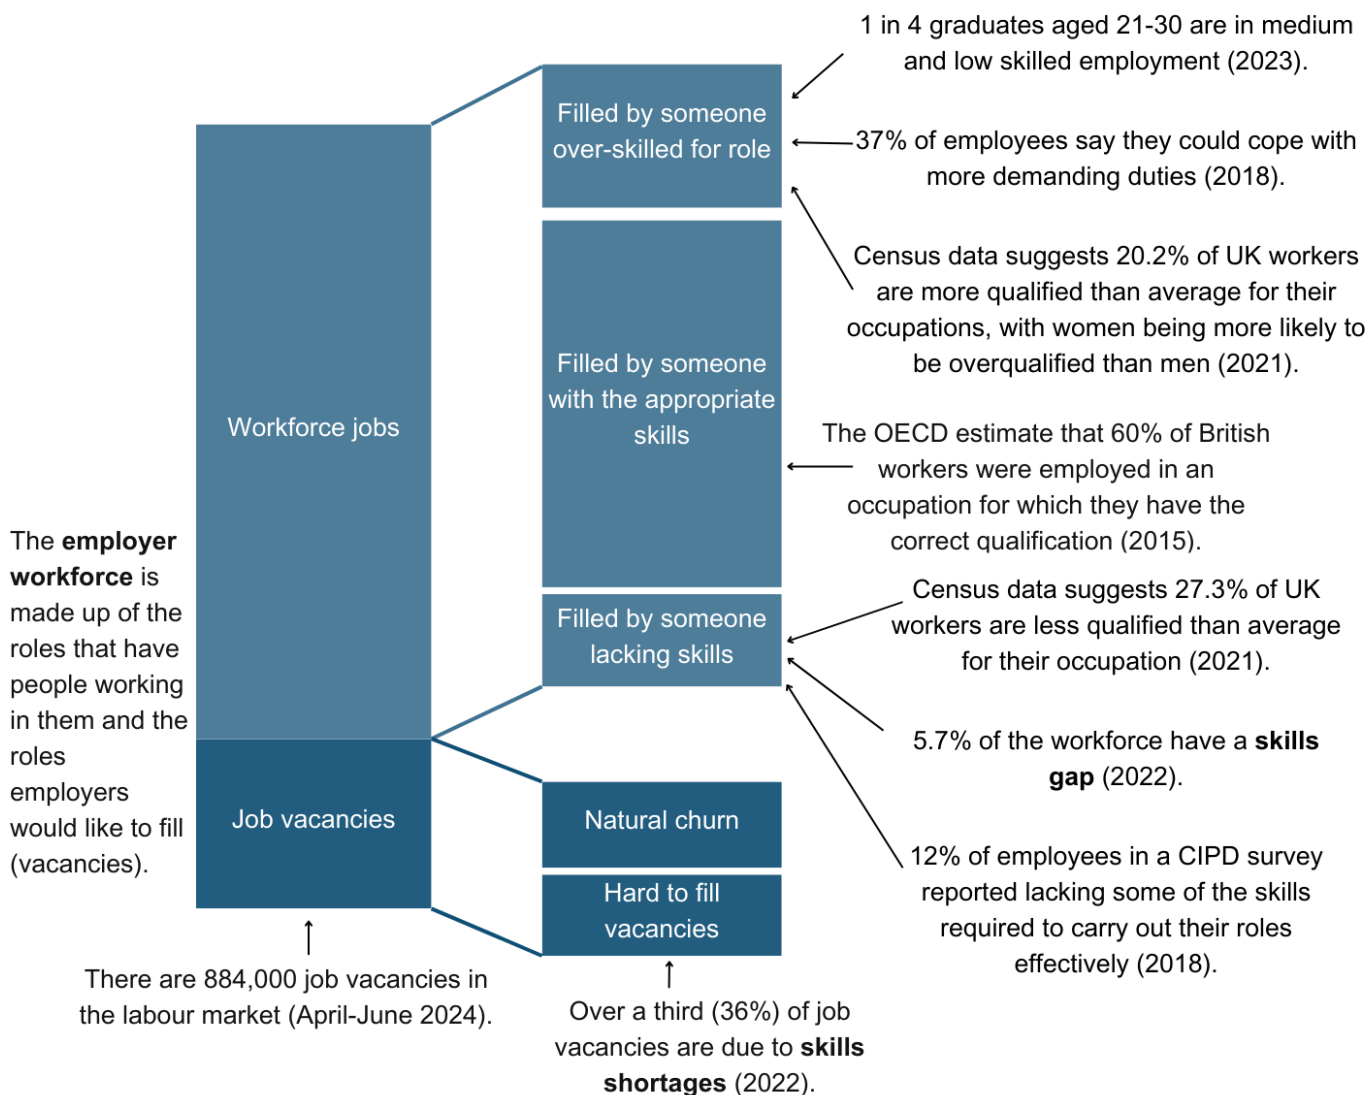 1 in 4 graduates aged 21-30 are in medium
and low skilled employment (2023).
Filled by someone
over-skilled for role
37% of employees say they could cope with
more demanding duties (2018).
Census data suggests 20.2% of UK workers
are more qualified than average for their
occupations, with women being more likely to
be overqualified than men (2021).
Workforce jobs
Filled by someone
with the appropriate
skills
The OECD estimate that 60% of British
workers were employed in an
occupation for which they have the
correct qualification (2015).
The employer
workforce is
made up of the
roles that have
people working
in them and the
roles
employers
would like to fill
(vacancies).
Filled by someone
lacking skills
Census data suggests 27.3% of UK
workers are less qualified than average
for their occupation (2021).
5.7% of the workforce have a skills
gap (2022).
12% of employees in a CIPD survey
reported lacking some of the skills
required to carry out their roles
effectively (2018).
Job vacancies
Natural churn
Hard to fill
vacancies
There are 884,000 job vacancies in
the labour market (April-June 2024).
Over a third (36%) of job
vacancies are due to skills
shortages (2022).